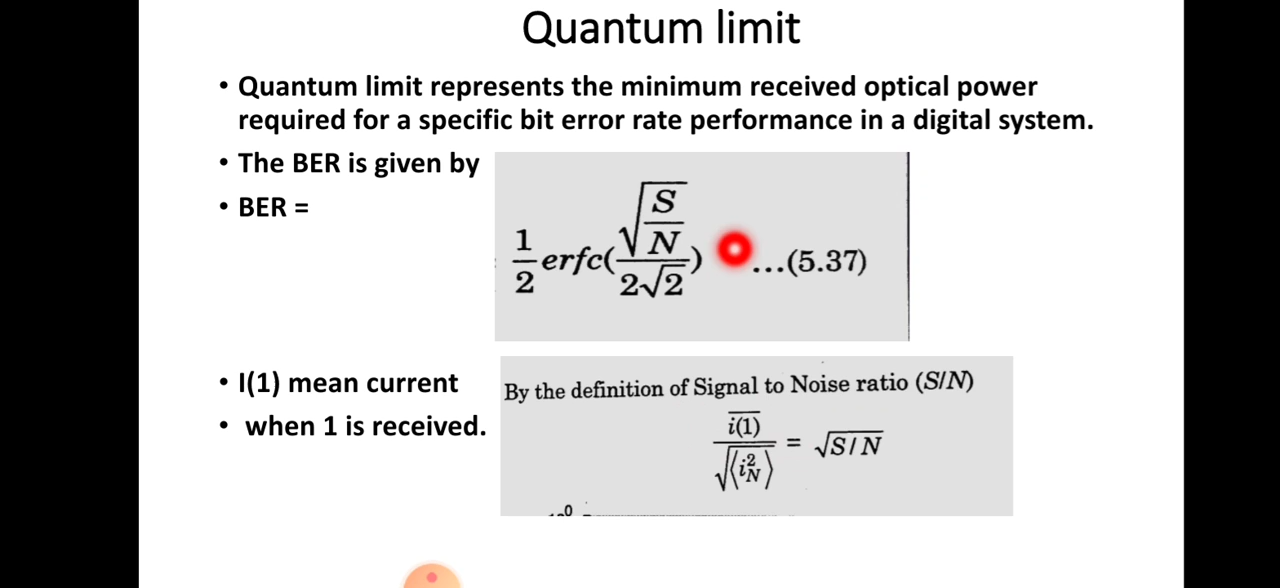 Quantum limit
• Quantum limit represents the minimum received optical power
required for a specific bit error rate performance in a digital system.
• The BER is given by
• BER =
1/2 erfc(√(S/N) / 2√2) ...(5.37)
• I(1) mean current
• when 1 is received.
By the definition of Signal to Noise ratio (S/N)
i(1)̅ / √⟨i_N^2⟩ = √S/N